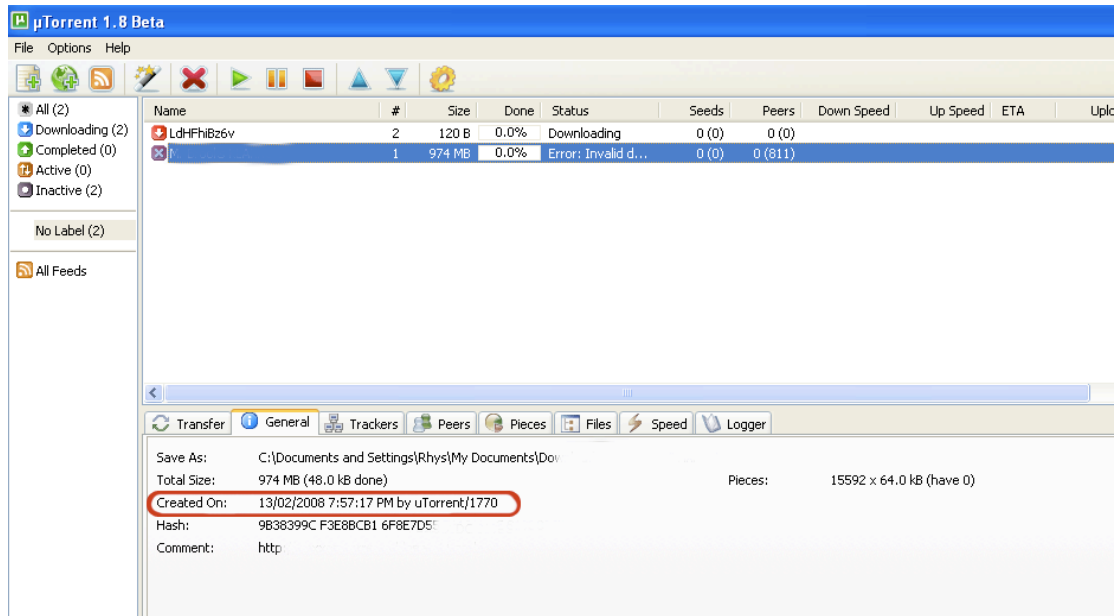 µTorrent 1.8 Beta
File Options Help
All (2)
Downloading (2)
Completed (0)
Active (0)
Inactive (2)
No Label (2)
All Feeds
Name # Size Done Status Seeds Peers Down Speed Up Speed ETA Uplo
LdHFhiBz6v 2 120 B 0.0% Downloading 0 (0) 0 (0)
1 974 MB 0.0% Error: Invalid d... 0 (0) 0 (811)
Transfer General Trackers Peers Pieces Files Speed Logger
Save As: C:\Documents and Settings\Rhys\My Documents\Dov
Total Size: 974 MB (48.0 kB done) Pieces: 15592 x 64.0 kB (have 0)
Created On: 13/02/2008 7:57:17 PM by uTorrent/1770
Hash: 9B38399C F3E8BCB1 6F8E7D5
Comment: http